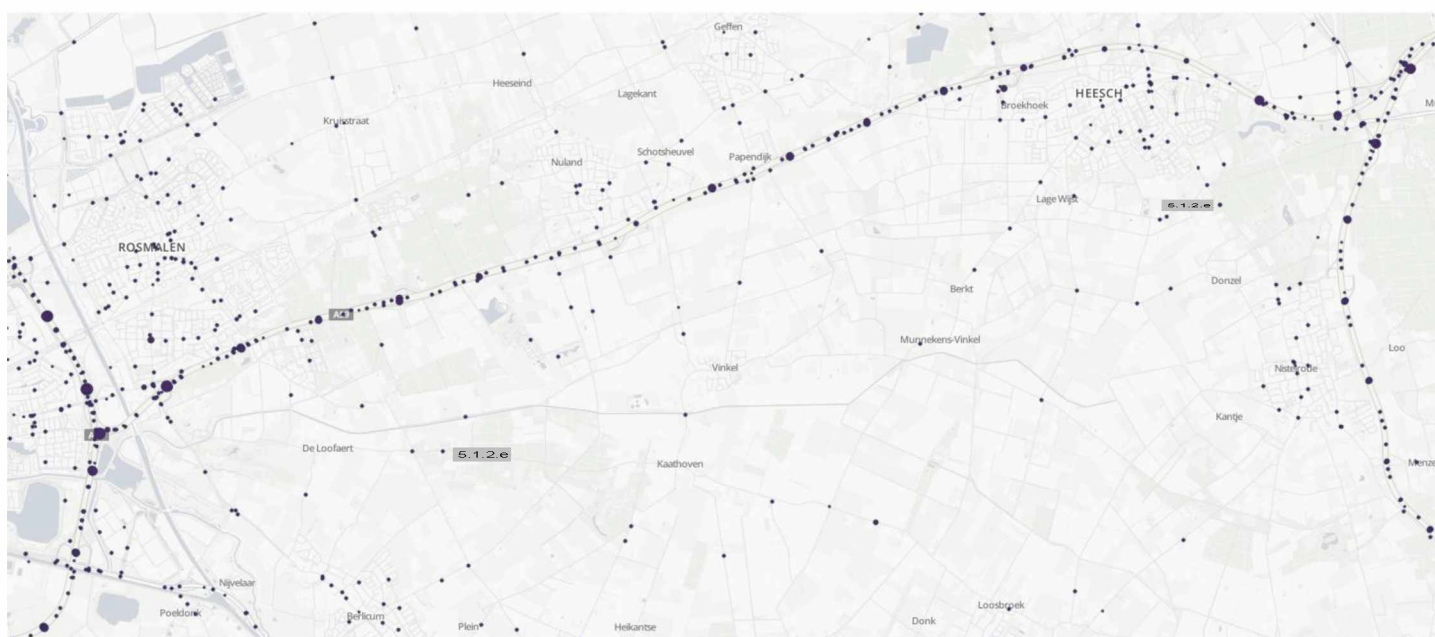 Geffen
Heeseind
Lagekant
HEESCH
Broekhoek
Kruisstraat
Schotsheuvel
Papendijk
Nuland
Lage Wijst
5.1.2.e
ROSMALEN
Donzel
Berkt
Munnekens-Vinkel
Loo
Vinkel
Nistelrode
Kantje
De Loofaert
5.1.2.e
Kaathoven
Nijvelaar
Poeldonk
Berlicum
Plein
Heikantse
Loosbroek
Donk